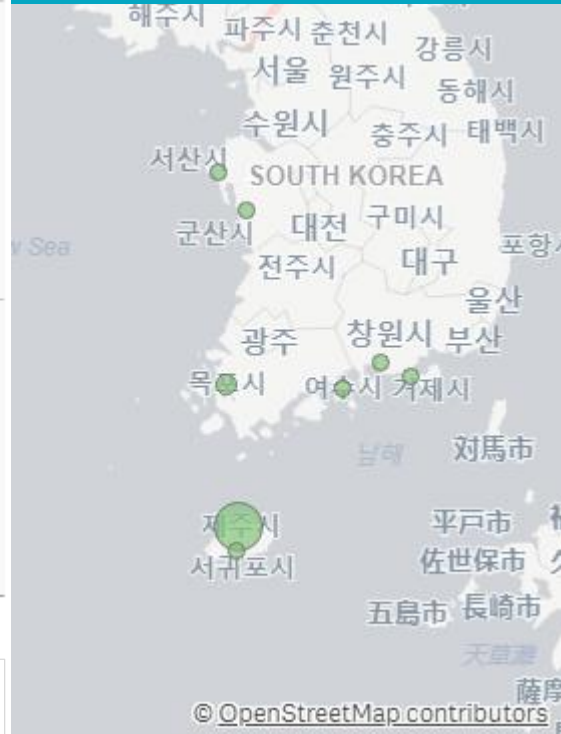 해주시
파주시 춘천시
강릉시
서울 원주시
동해시
수원시
충주시 태백시
서산시
SOUTH KOREA
군산시 대전 구미시
w Sea
전주시 대구
울산
광주 창원시 부산
목포시 여수시 거제시
남해
対馬市
제주시
平戸市
서귀포시
佐世保市
五島市 長崎市
天草灘
© OpenStreetMap contributors